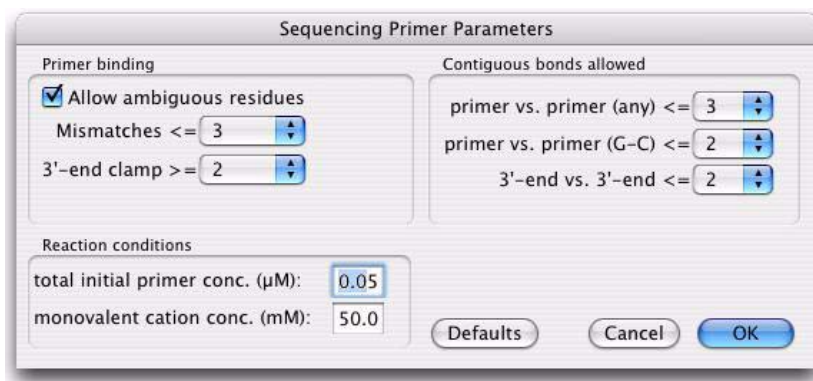 Sequencing Primer Parameters
Primer binding
Allow ambiguous residues
Mismatches <= 3
3'-end clamp >= 2
Contiguous bonds allowed
primer vs. primer (any) <= 3
primer vs. primer (G-C) <= 2
3'-end vs. 3'-end <= 2
Reaction conditions
total initial primer conc. (µM): 0.05
monovalent cation conc. (mM): 50.0
Defaults Cancel OK